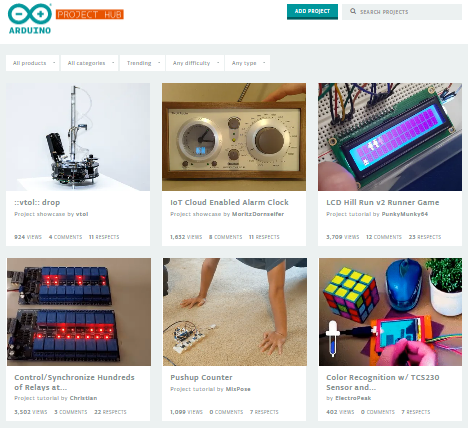 ARDUINO
PROJECT HUB
ADD PROJECT
SEARCH PROJECTS
All products
All categories
Trending
Any difficulty
Any type
::vtol:: drop
Project showcase by vtol
924 VIEWS 4 COMMENTS 11 RESPECTS
IoT Cloud Enabled Alarm Clock
Project showcase by MoritzDornseifer
1,652 VIEWS 8 COMMENTS 11 RESPECTS
LCD Hill Run v2 Runner Game
Project tutorial by PunkyMunky64
3,709 VIEWS 12 COMMENTS 23 RESPECTS
Control/Synchronize Hundreds
of Relays at...
Project tutorial by Christian
3,302 VIEWS 3 COMMENTS 22 RESPECTS
Pushup Counter
Project tutorial by MixPose
1,099 VIEWS 0 COMMENTS 7 RESPECTS
Color Recognition w/ TCS230
Sensor and...
by ElectroPeak
402 VIEWS 0 COMMENTS 7 RESPECTS